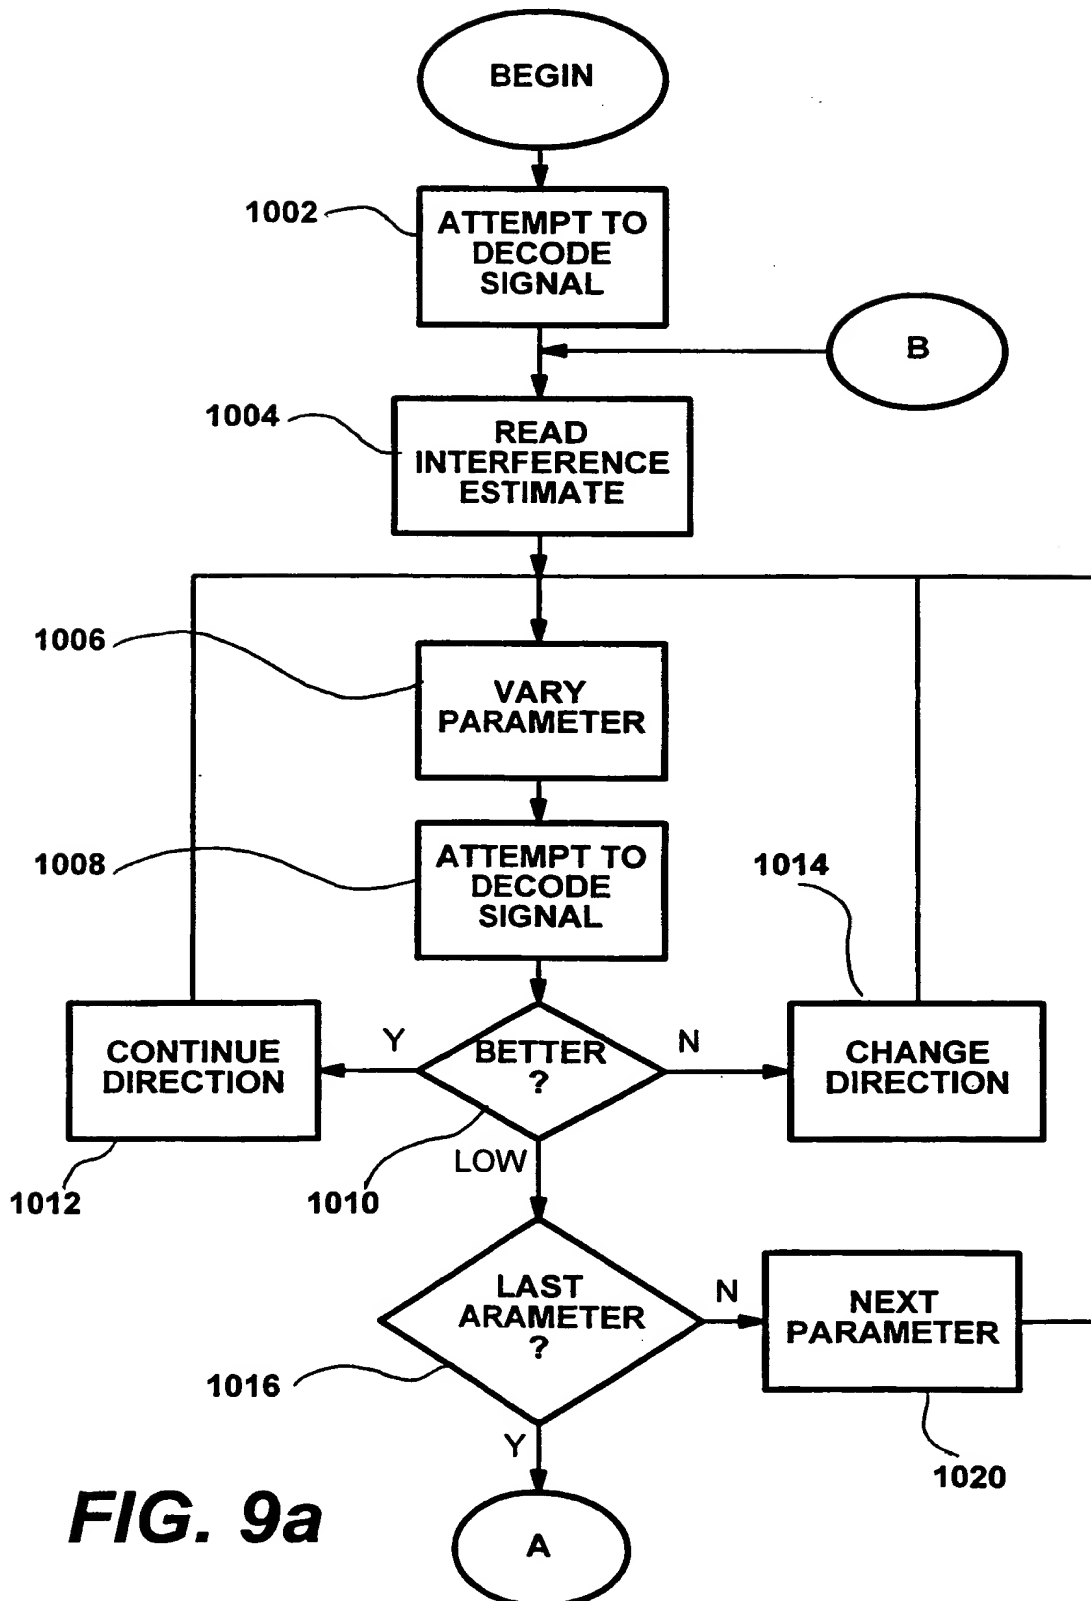 BEGIN
1002
ATTEMPT TO
DECODE
SIGNAL
B
1004
READ
INTERFERENCE
ESTIMATE
1006
VARY
PARAMETER
1008
ATTEMPT TO
DECODE
SIGNAL
1014
CONTINUE
DIRECTION
Y
BETTER
?
N
CHANGE
DIRECTION
1012
1010
LOW
LAST
ARAMETER
?
N
NEXT
PARAMETER
1016
Y
1020
FIG. 9a
A